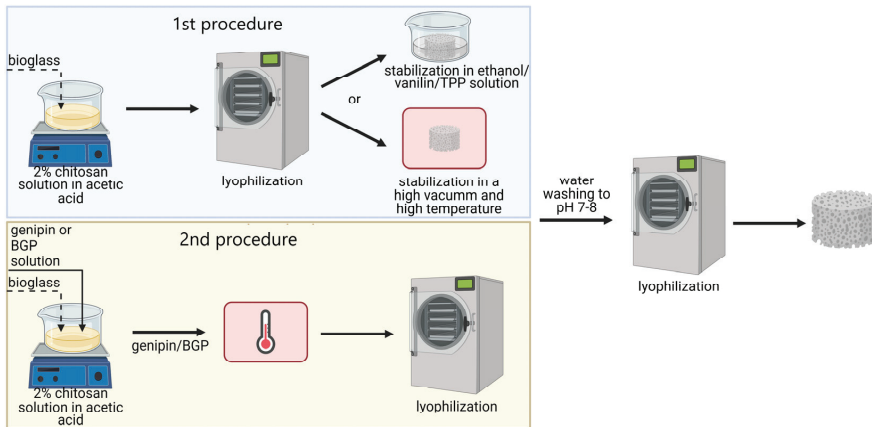 1st procedure
bioglass
2% chitosan
solution in acetic
acid
lyophilization
or
stabilization in ethanol/
vanilin/TPP solution
stabilization in a
high vacumm and
high temperature
2nd procedure
genipin or
BGP
solution
bioglass
2% chitosan
solution in acetic
acid
genipin/BGP
lyophilization
water
washing to
pH 7-8
lyophilization